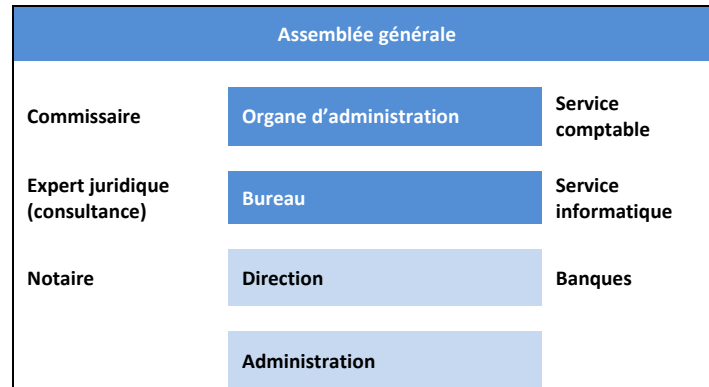 Assemblée générale
Commissaire
Organe d’administration
Service
comptable
Expert juridique
(consultance)
Bureau
Service
informatique
Notaire
Direction
Banques
Administration